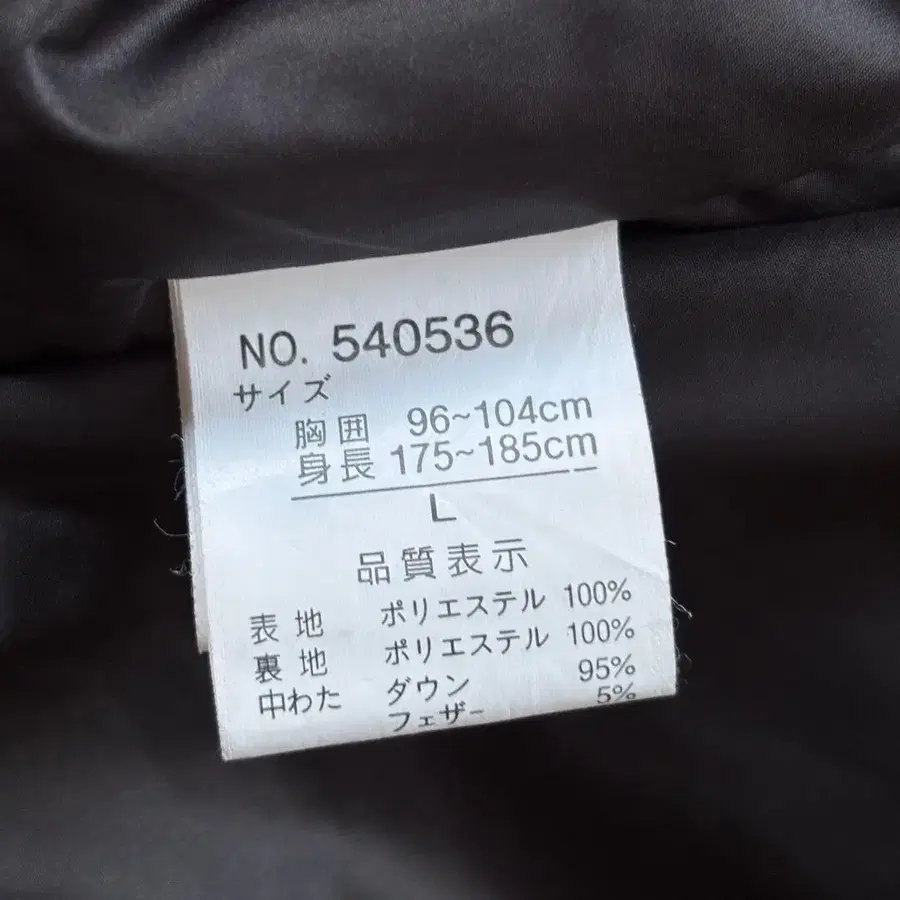 NO. 540536
サイズ
胸囲 96~104cm
身長 175~185cm
L
品質表示
表地 ポリエステル 100%
裏地 ポリエステル 100%
中わた ダウン 95%
フェザー 5%